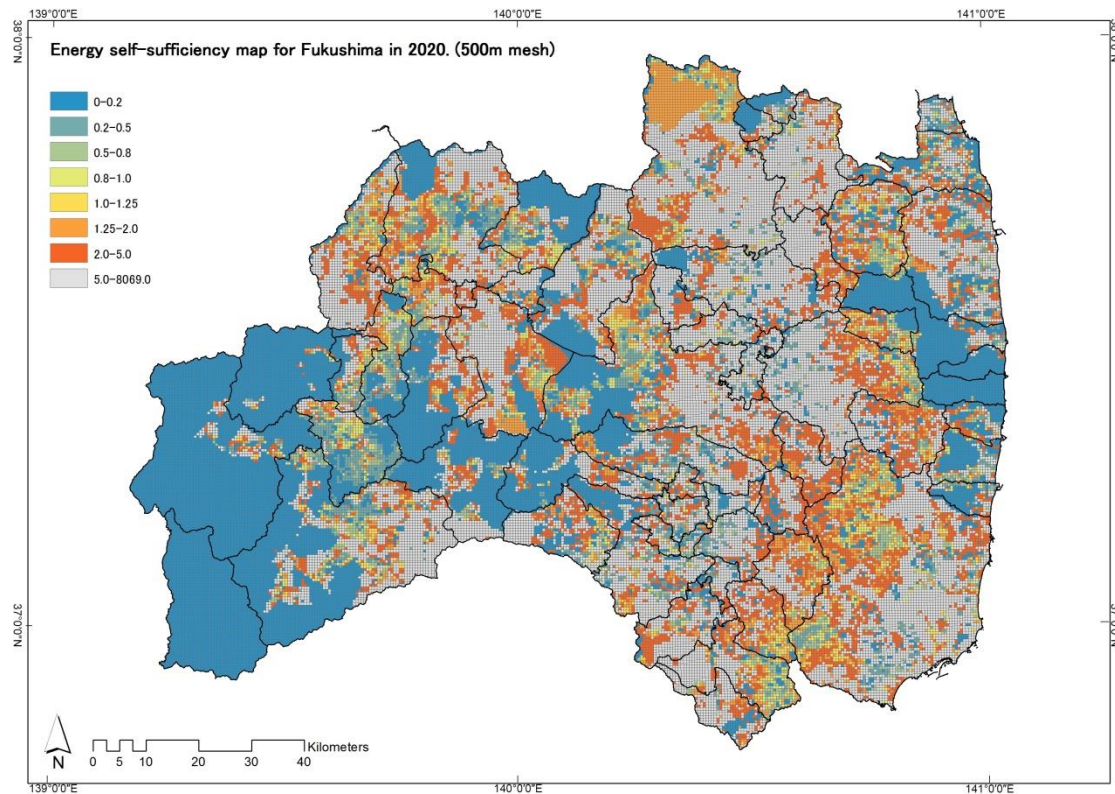 139°0'0"E 140°0'0"E 141°0'0"E
38°0'0"N
Energy self-sufficiency map for Fukushima in 2020. (500m mesh)
0-0.2
0.2-0.5
0.5-0.8
0.8-1.0
1.0-1.25
1.25-2.0
2.0-5.0
5.0-8069.0
37°0'0"N
N
Kilometers
0 5 10 20 30 40
139°0'0"E 140°0'0"E 141°0'0"E